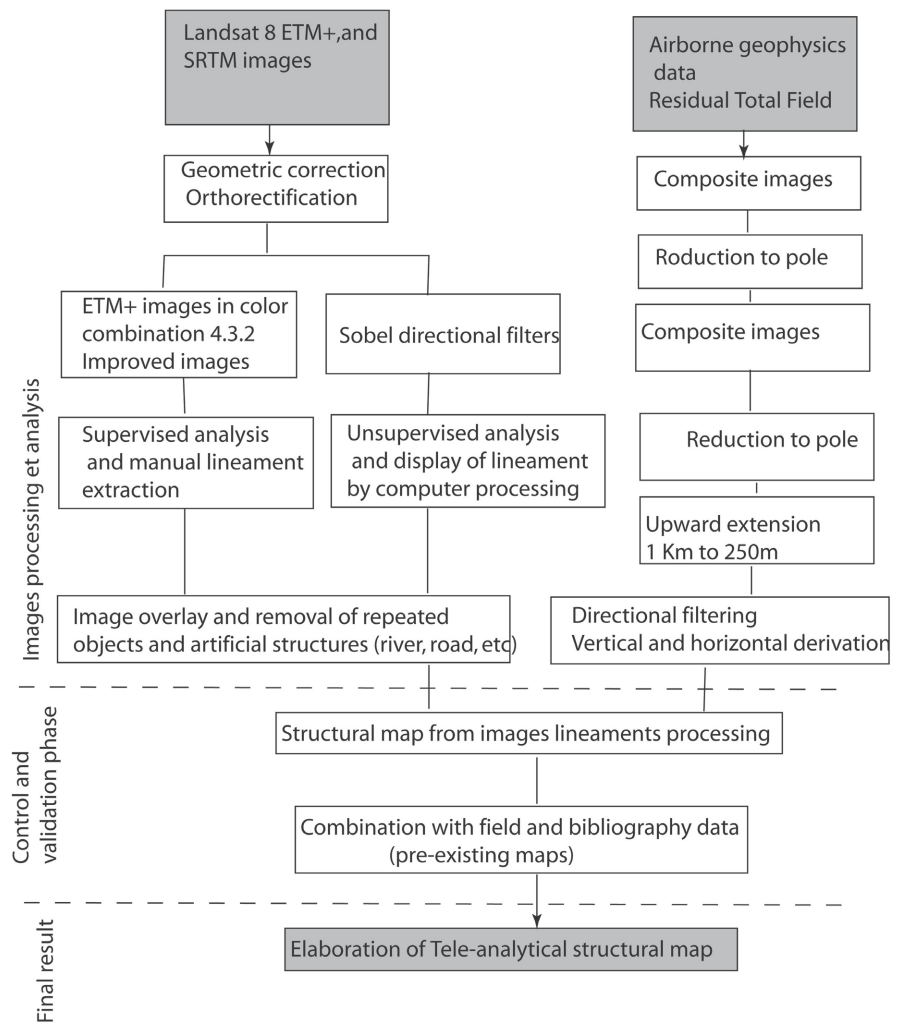 Landsat 8 ETM+,and
SRTM images
Airborne geophysics
data
Residual Total Field
Geometric correction
Orthorectification
Composite images
Roduction to pole
ETM+ images in color
combination 4.3.2
Improved images
Sobel directional filters
Composite images
Supervised analysis
and manual lineament
extraction
Unsupervised analysis
and display of lineament
by computer processing
Reduction to pole
Upward extension
1 Km to 250m
Image overlay and removal of repeated
objects and artificial structures (river, road, etc)
Directional filtering
Vertical and horizontal derivation
Images processing et analysis
Structural map from images lineaments processing
Combination with field and bibliography data
(pre-existing maps)
Control and
validation phase
Elaboration of Tele-analytical structural map
Final result